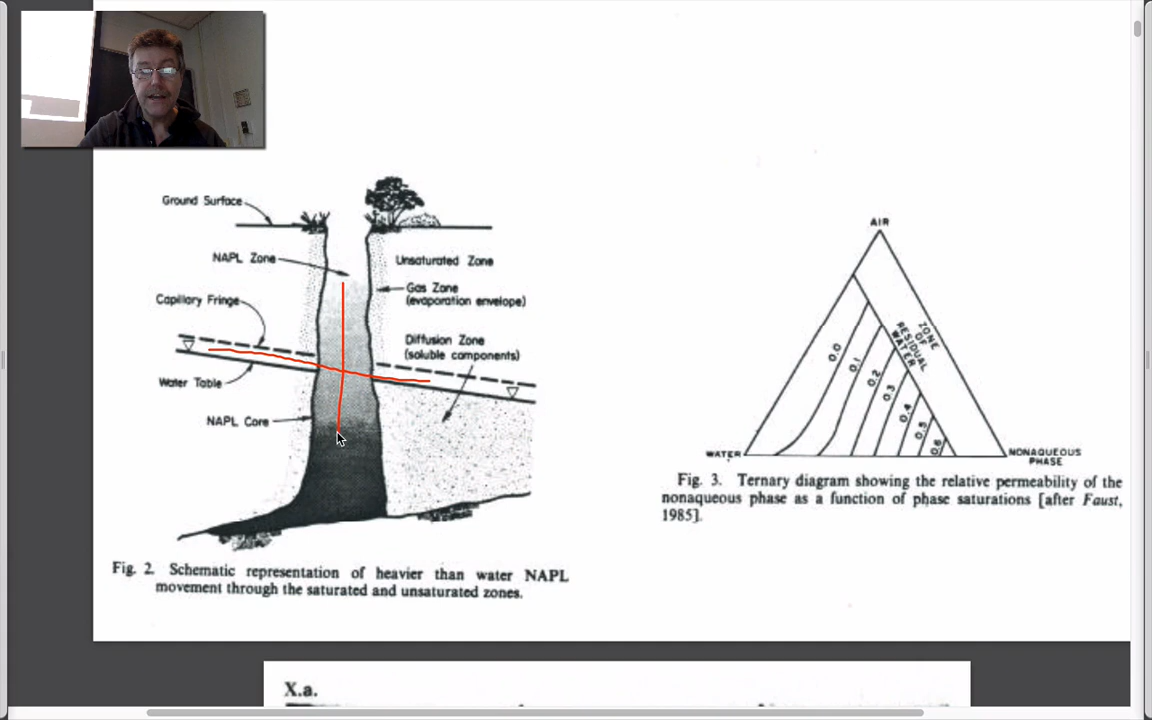 Ground Surface
NAPL Zone
Unsaturated Zone
Capillary Fringe
Gas Zone
(evaporation envelope)
Diffusion Zone
(soluble components)
Water Table
NAPL Core
Fig. 2. Schematic representation of heavier than water NAPL
movement through the saturated and unsaturated zones.
AIR
ZONE
OF
RESIDUAL
WATER
0.0
0.1
0.2
0.3
0.4
0.5
0.6
WATER
NONAQUEOUS
PHASE
Fig. 3. Ternary diagram showing the relative permeability of the
nonaqueous phase as a function of phase saturations [after Faust,
1985].
X.a.